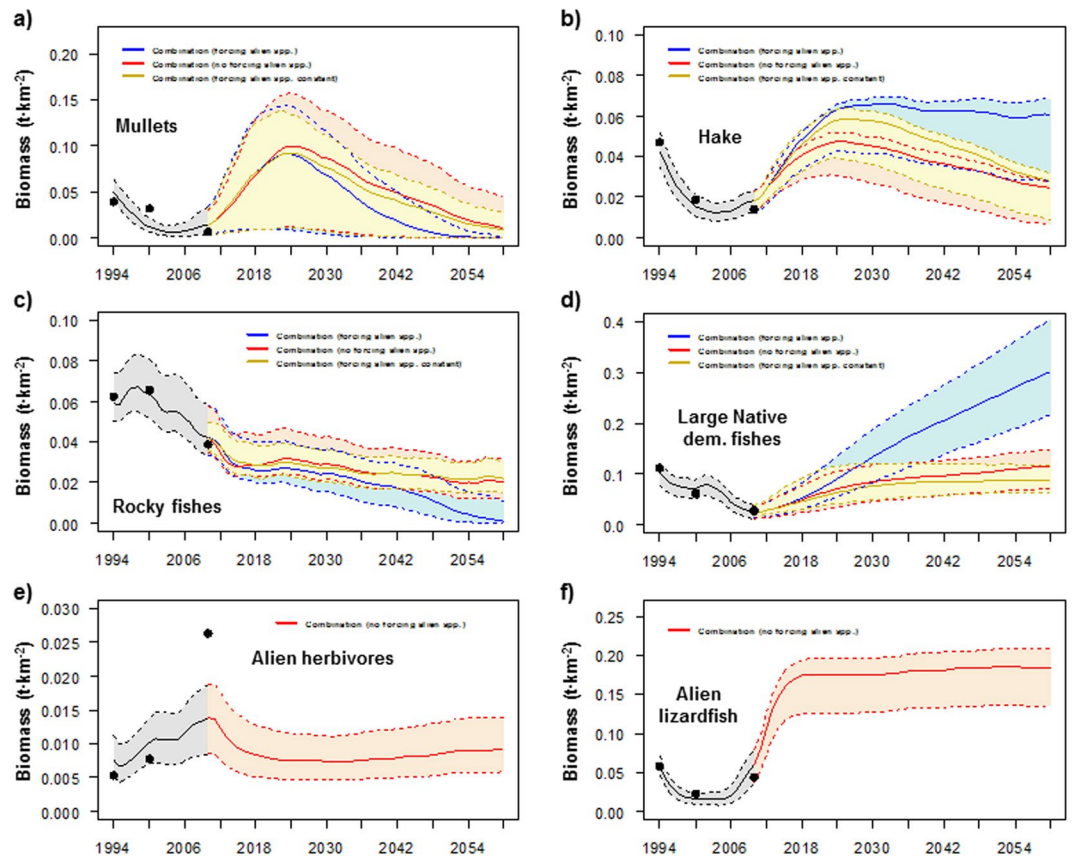 a)
Biomass (t·km-2)
0.20
0.15
0.10
0.05
0.00
Combination (forcing alien spp.)
Combination (no forcing alien spp.)
Combination (forcing alien spp. constant)
Mullets
1994 2006 2018 2030 2042 2054
b)
Biomass (t·km-2)
0.10
0.08
0.06
0.04
0.02
0.00
Combination (forcing alien spp.)
Combination (no forcing alien spp.)
Combination (forcing alien spp. constant)
Hake
1994 2006 2018 2030 2042 2054
c)
Biomass (t·km-2)
0.10
0.08
0.06
0.04
0.02
0.00
Combination (forcing alien spp.)
Combination (no forcing alien spp.)
Combination (forcing alien spp. constant)
Rocky fishes
1994 2006 2018 2030 2042 2054
d)
Biomass (t·km-2)
0.4
0.3
0.2
0.1
0.0
Combination (forcing alien spp.)
Combination (no forcing alien spp.)
Combination (forcing alien spp. constant)
Large Native
dem. fishes
1994 2006 2018 2030 2042 2054
e)
Biomass (t·km-2)
0.030
0.025
0.020
0.015
0.010
0.005
0.000
Combination (no forcing alien spp.)
Alien herbivores
1994 2006 2018 2030 2042 2054
f)
Biomass (t·km-2)
0.25
0.20
0.15
0.10
0.05
0.00
Combination (no forcing alien spp.)
Alien
lizardfish
1994 2006 2018 2030 2042 2054